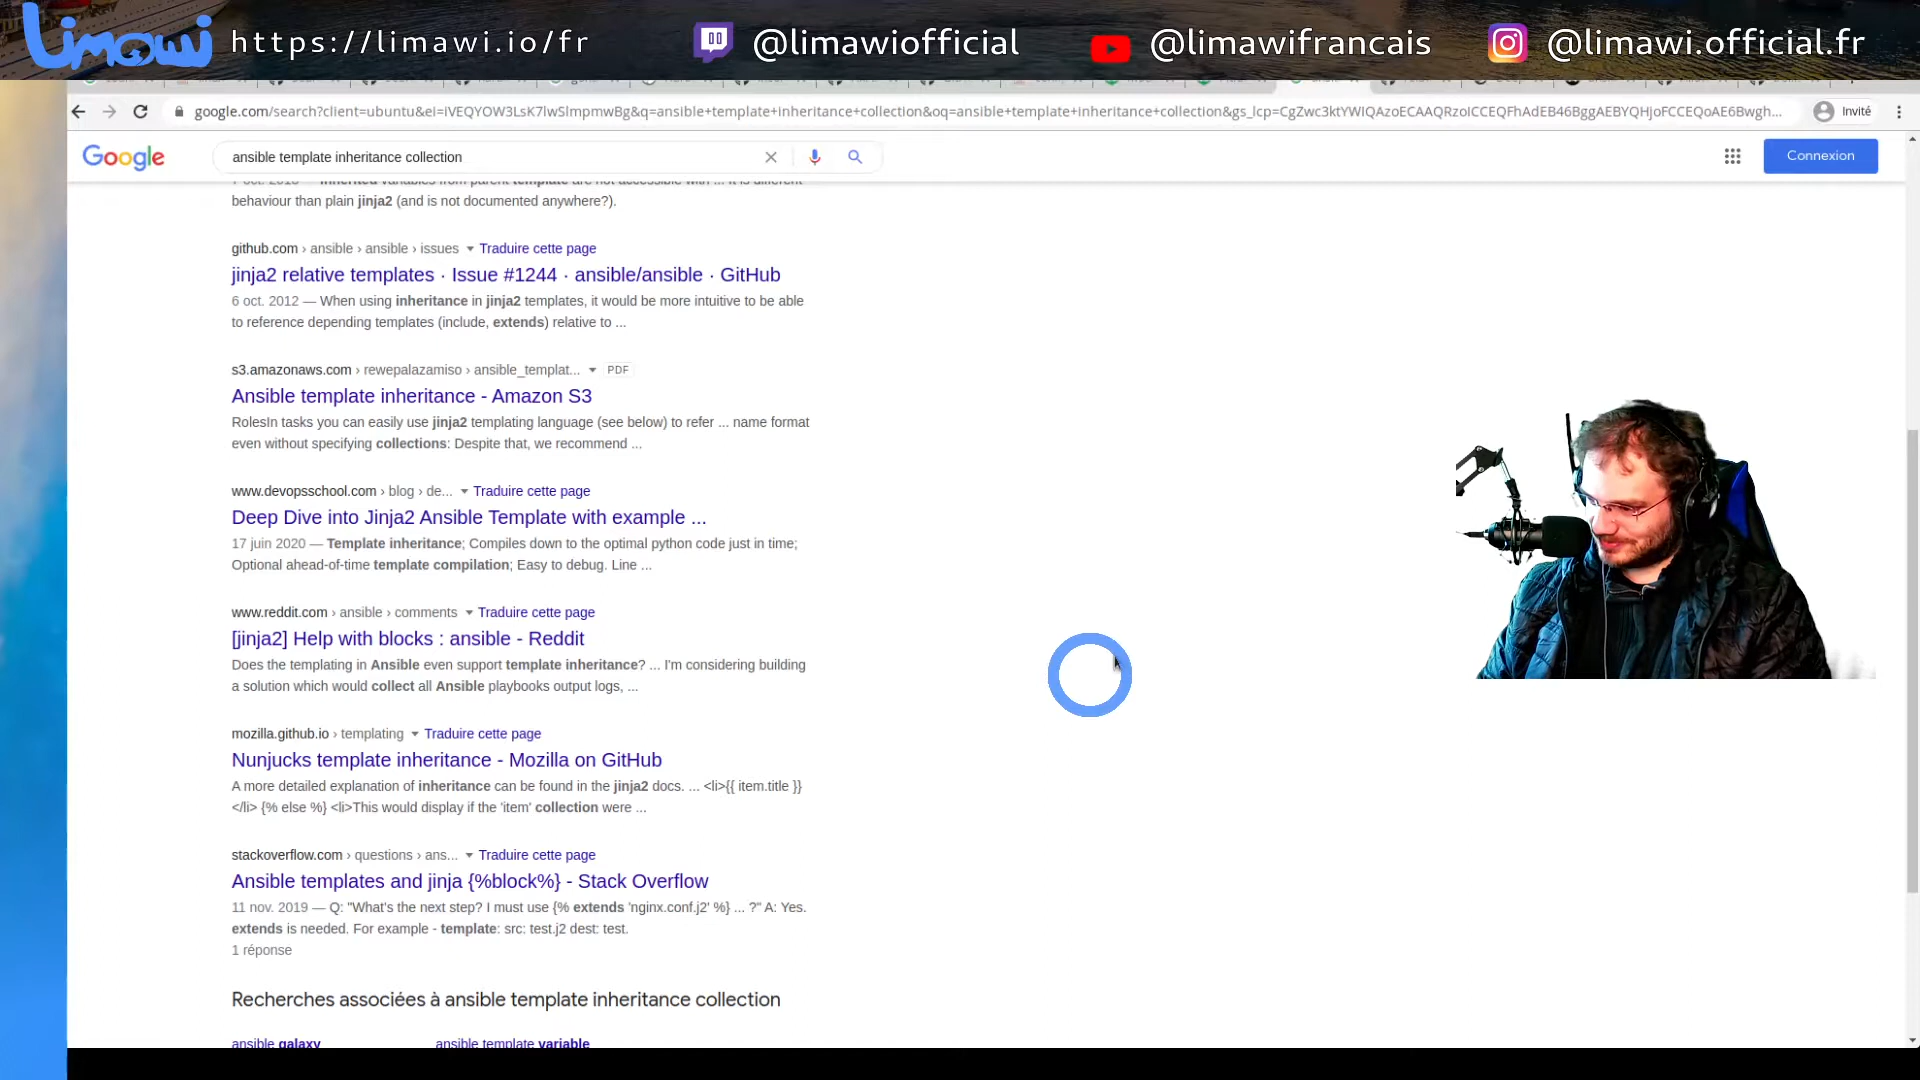 Limawi https://limawi.io/fr @limawiofficial @limawifrancais @limawi.official.fr
google.com/search?client=ubuntu&ei=iVEQYOW3LsK7lwSlmpmwBg&q=ansible+template+inheritance+collection&oq=ansible+template+inheritance+collection&gs_lcp=CgZwc3ktYWIQAzoECAAQRzoICCEQFhAdEB46BggAEBYQHjoFCCEQoAE6Bwgh... Invité
Google ansible template inheritance collection Connexion
behaviour than plain jinja2 (and is not documented anywhere?).
github.com › ansible › ansible › issues Traduire cette page
jinja2 relative templates · Issue #1244 · ansible/ansible · GitHub
6 oct. 2012 — When using inheritance in jinja2 templates, it would be more intuitive to be able
to reference depending templates (include, extends) relative to ...
s3.amazonaws.com › rewepalazamiso › ansible_templat... PDF
Ansible template inheritance - Amazon S3
RolesIn tasks you can easily use jinja2 templating language (see below) to refer ... name format
even without specifying collections: Despite that, we recommend ...
www.devopsschool.com › blog › de... Traduire cette page
Deep Dive into Jinja2 Ansible Template with example ...
17 juin 2020 — Template inheritance; Compiles down to the optimal python code just in time;
Optional ahead-of-time template compilation; Easy to debug. Line ...
www.reddit.com › ansible › comments Traduire cette page
[jinja2] Help with blocks : ansible - Reddit
Does the templating in Ansible even support template inheritance? ... I'm considering building
a solution which would collect all Ansible playbooks output logs, ...
mozilla.github.io › templating Traduire cette page
Nunjucks template inheritance - Mozilla on GitHub
A more detailed explanation of inheritance can be found in the jinja2 docs. ... <li>{{ item.title }}
</li> {% else %} <li>This would display if the 'item' collection were ...
stackoverflow.com › questions › ans... Traduire cette page
Ansible templates and jinja {%block%} - Stack Overflow
11 nov. 2019 — Q: "What's the next step? I must use {% extends 'nginx.conf.j2' %} ... ?" A: Yes.
extends is needed. For example - template: src: test.j2 dest: test.
1 réponse
Recherches associées à ansible template inheritance collection
ansible galaxy ansible template variable